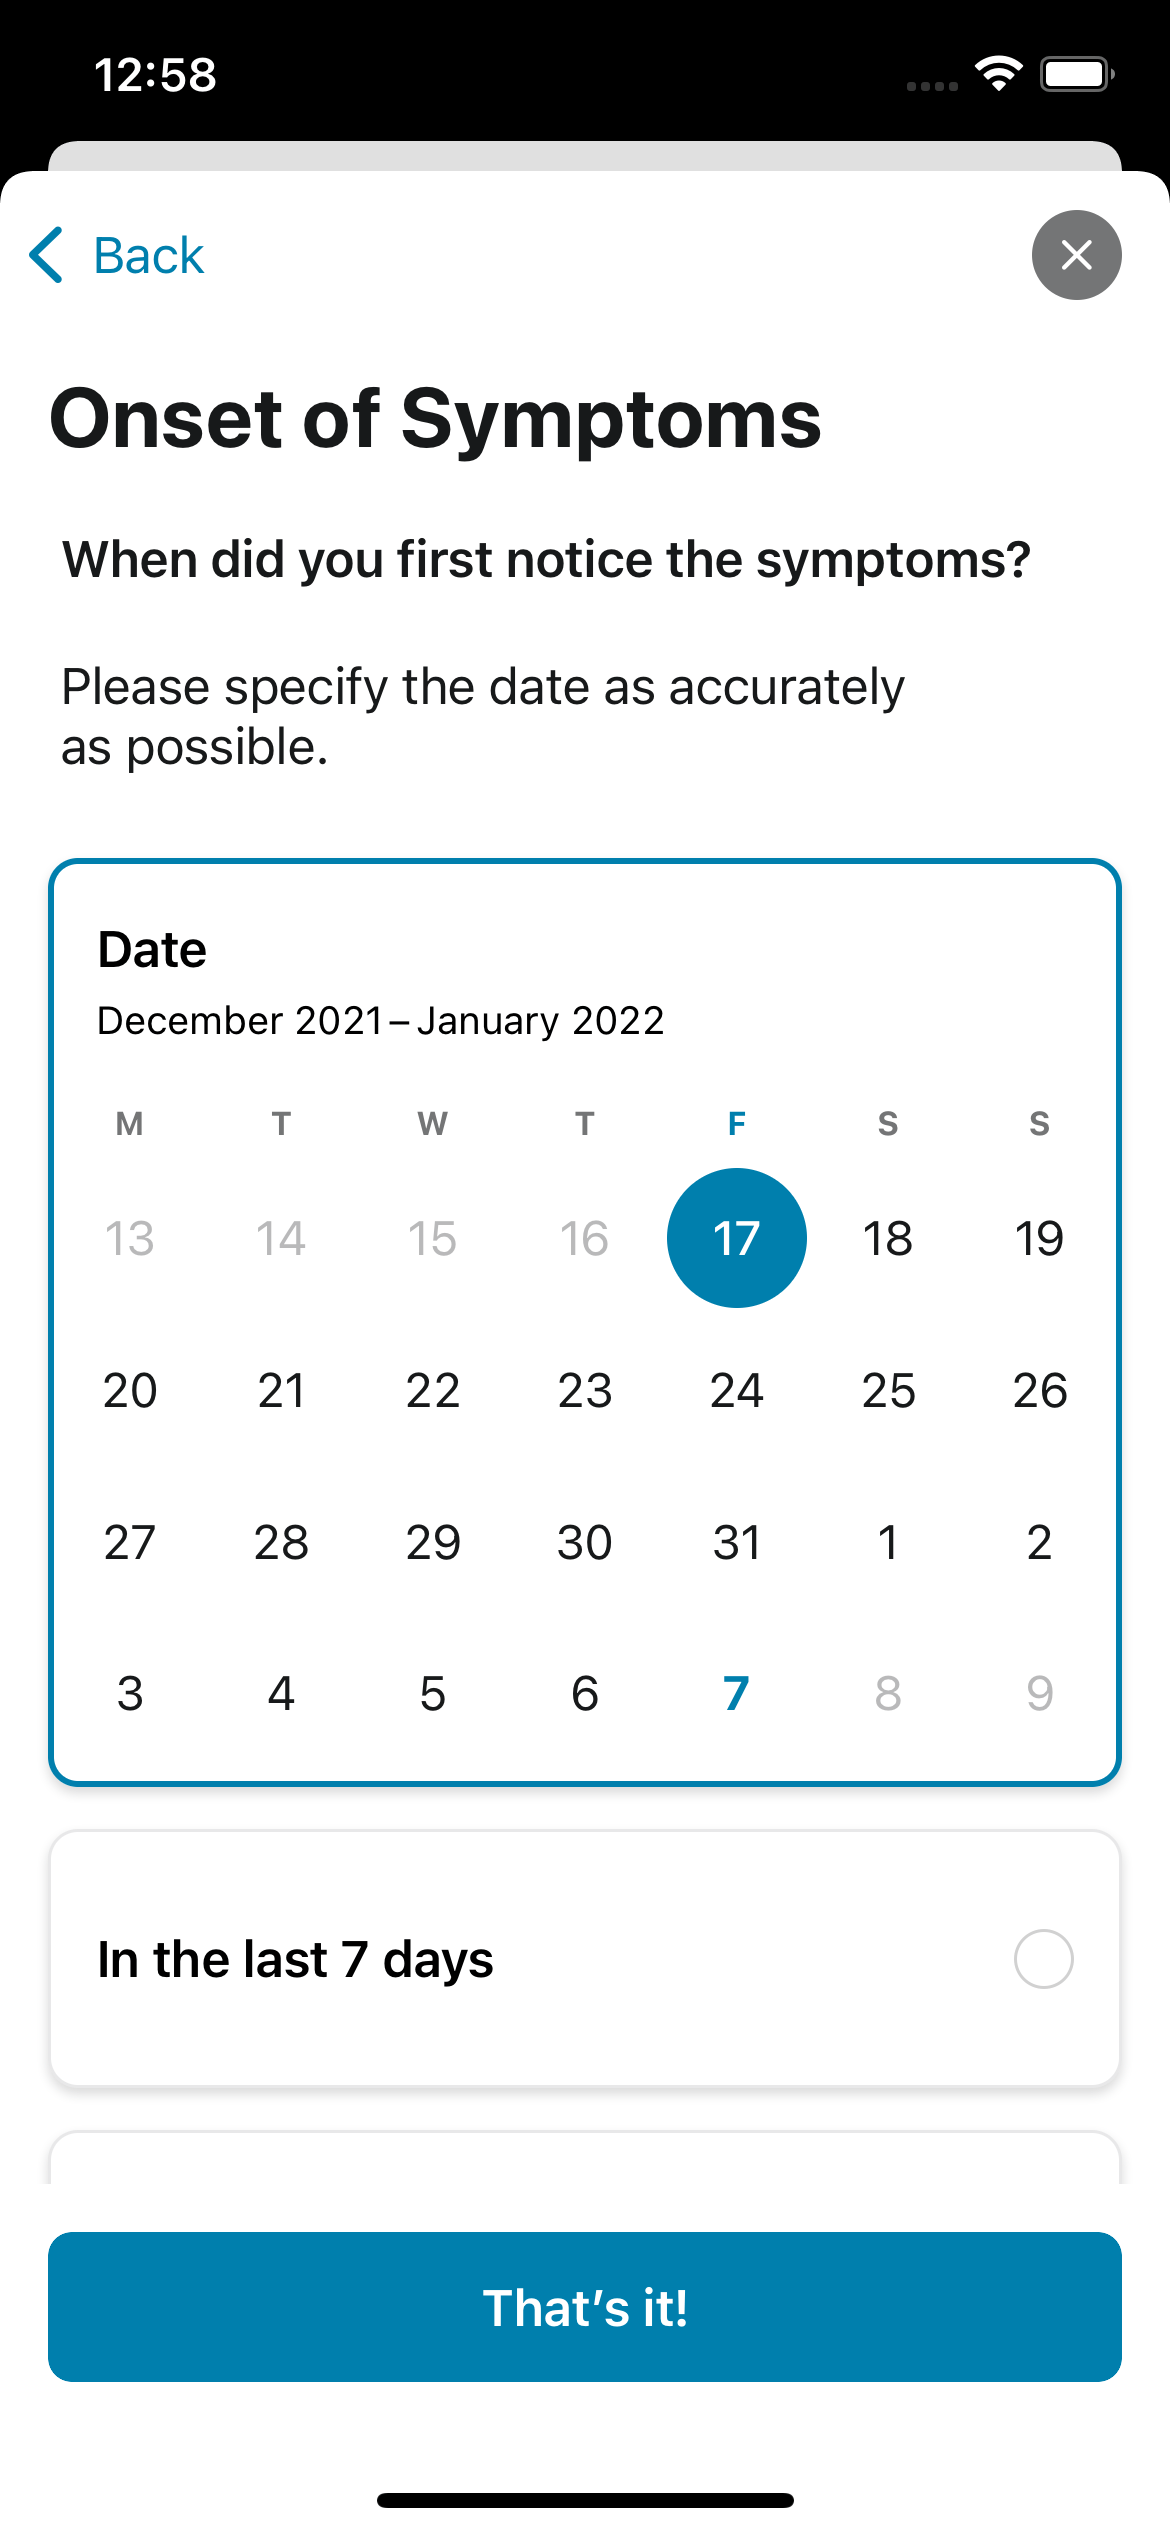 12:58
Back
Onset of Symptoms
When did you first notice the symptoms?
Please specify the date as accurately
as possible.
Date
December 2021 – January 2022
M T W T F S S
13 14 15 16 17 18 19
20 21 22 23 24 25 26
27 28 29 30 31 1 2
3 4 5 6 7 8 9
In the last 7 days
That’s it!